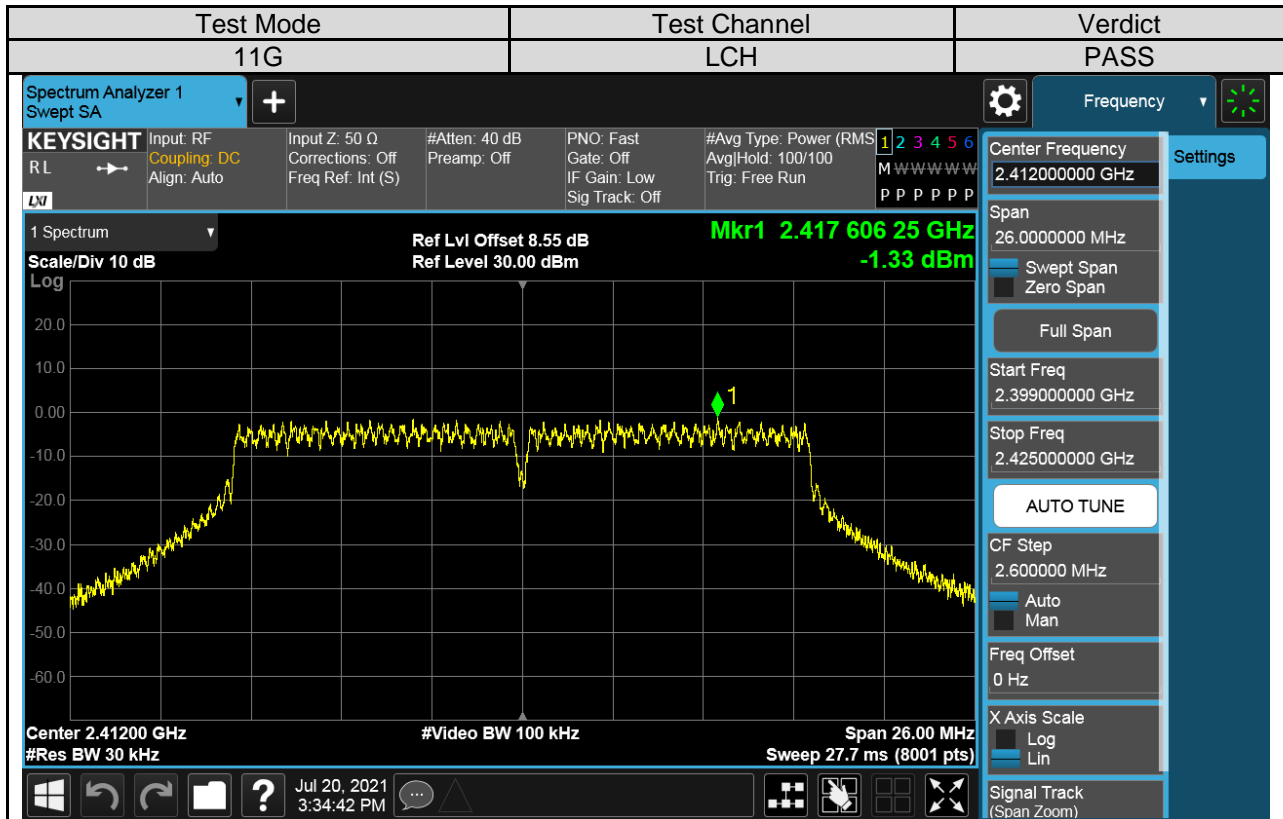 Test Mode Test Channel Verdict
11G LCH PASS
Spectrum Analyzer 1
Swept SA
+
Frequency
KEYSIGHT
RL
LXI
Input: RF
Coupling: DC
Align: Auto
Input Z: 50 Ω
Corrections: Off
Freq Ref: Int (S)
#Atten: 40 dB
Preamp: Off
PNO: Fast
Gate: Off
IF Gain: Low
Sig Track: Off
#Avg Type: Power (RMS
Avg|Hold: 100/100
Trig: Free Run
1 2 3 4 5 6
M W W W W W
P P P P P P
1 Spectrum
Scale/Div 10 dB
Ref Lvl Offset 8.55 dB
Ref Level 30.00 dBm
Mkr1 2.417 606 25 GHz
-1.33 dBm
Log
20.0
10.0
0.00
-10.0
-20.0
-30.0
-40.0
-50.0
-60.0
1
Center 2.41200 GHz
#Res BW 30 kHz
#Video BW 100 kHz
Span 26.00 MHz
Sweep 27.7 ms (8001 pts)
Center Frequency
2.412000000 GHz
Settings
Span
26.0000000 MHz
Swept Span
Zero Span
Full Span
Start Freq
2.399000000 GHz
Stop Freq
2.425000000 GHz
AUTO TUNE
CF Step
2.600000 MHz
Auto
Man
Freq Offset
0 Hz
X Axis Scale
Log
Lin
Signal Track
(Span Zoom)
?
Jul 20, 2021
3:34:42 PM